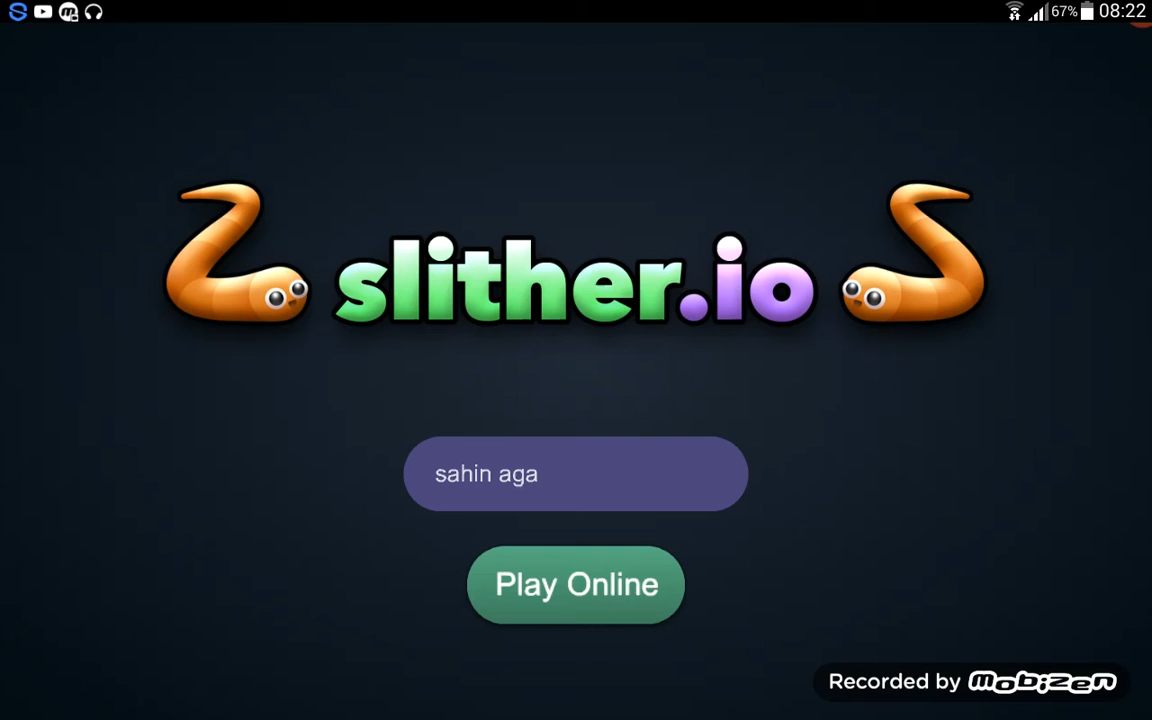 67% 08:22
slither.io
sahin aga
Play Online
Recorded by mobizen